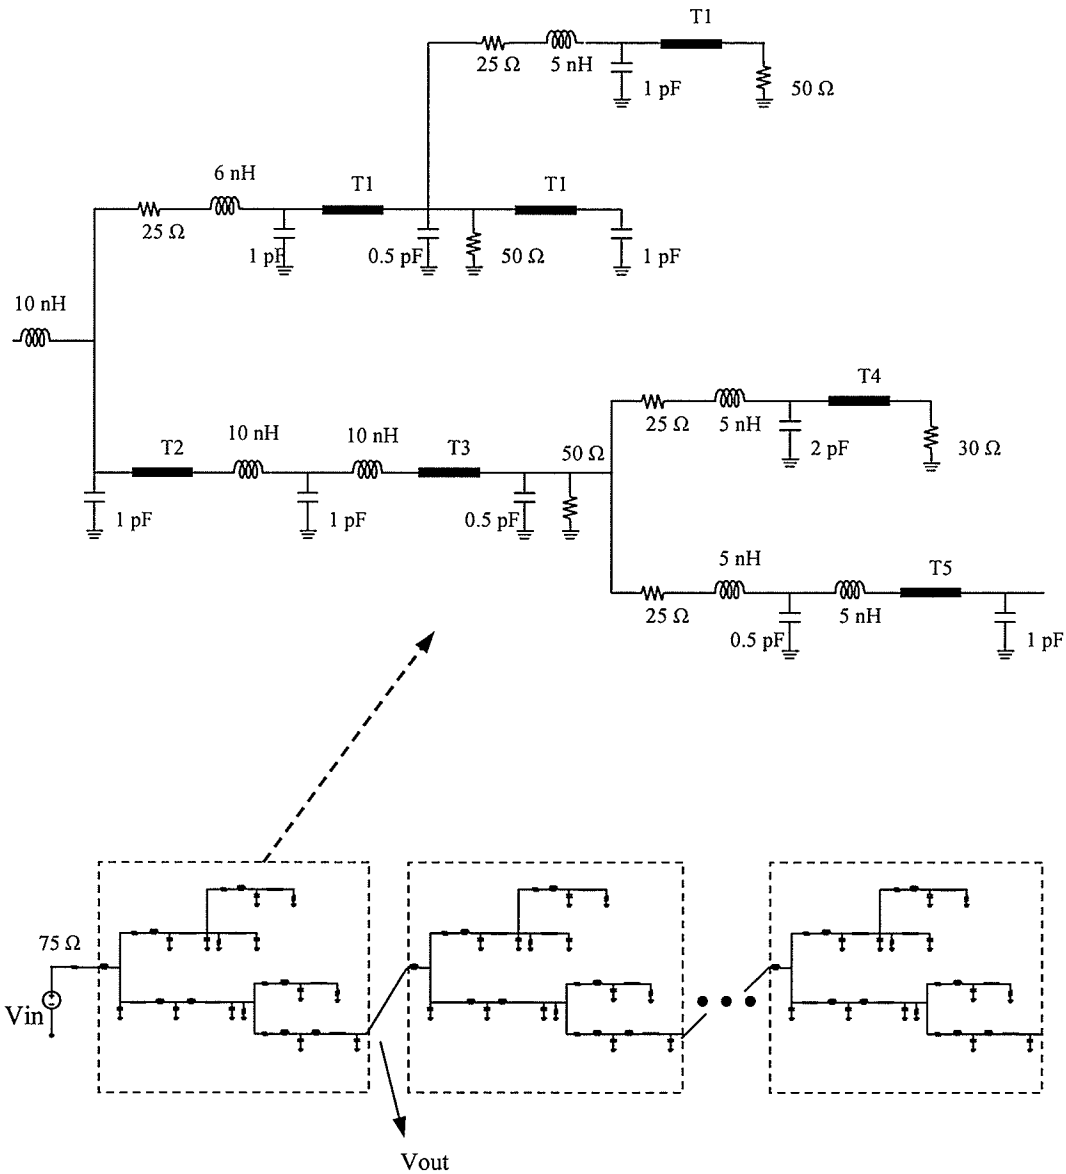 T1
25 Ω
5 nH
1 pF
50 Ω
6 nH
T1
T1
25 Ω
1 pF
0.5 pF
50 Ω
1 pF
10 nH
T4
25 Ω
5 nH
2 pF
30 Ω
10 nH
10 nH
T2
T3
50 Ω
1 pF
1 pF
0.5 pF
5 nH
T5
25 Ω
0.5 pF
5 nH
1 pF
75 Ω
Vin
Vout